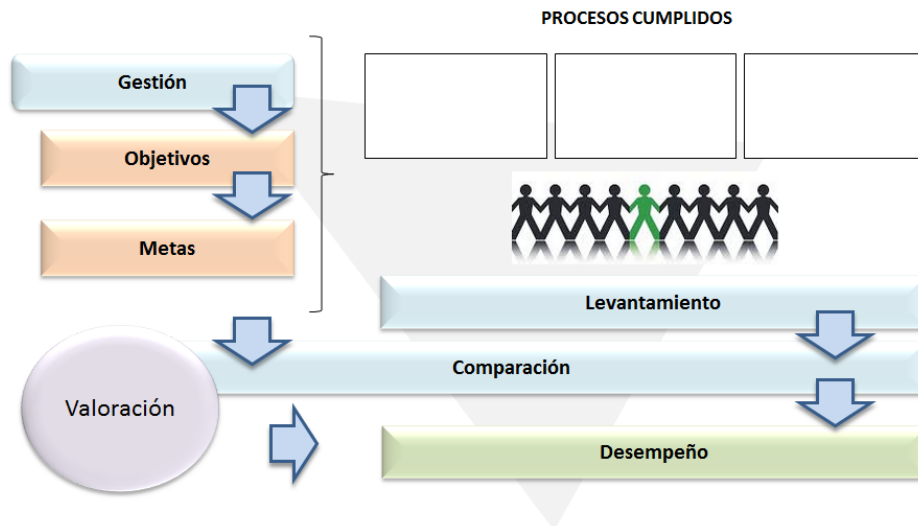 PROCESOS CUMPLIDOS
Gestión
Objetivos
Metas
Levantamiento
Comparación
Valoración
Desempeño